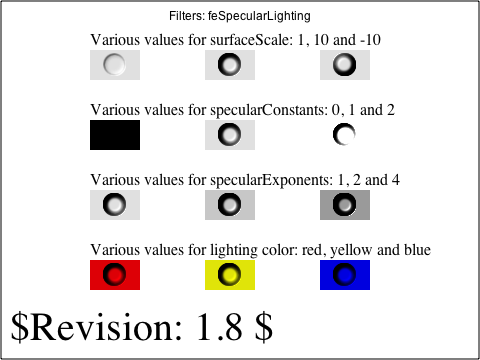 Filters: feSpecularLighting
Various values for surfaceScale: 1, 10 and -10
Various values for specularConstants: 0, 1 and 2
Various values for specularExponents: 1, 2 and 4
Various values for lighting color: red, yellow and blue
$Revision: 1.8 $